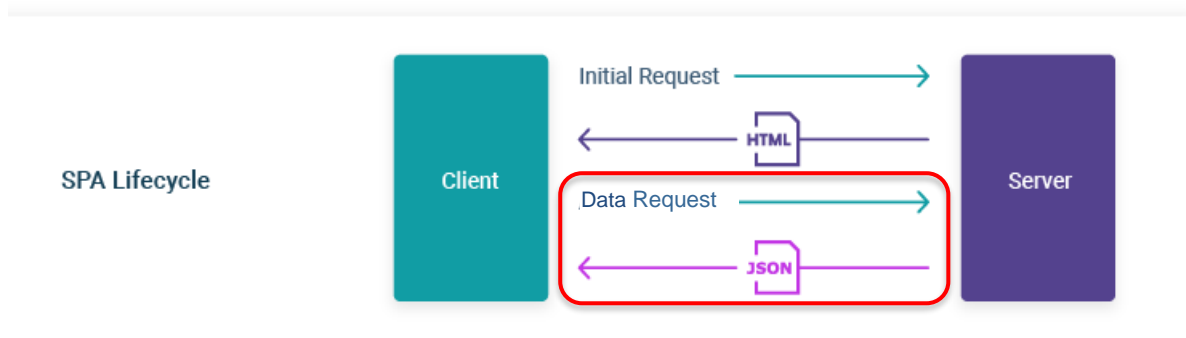 SPA Lifecycle
Client
Initial Request
HTML
Data Request
JSON
Server